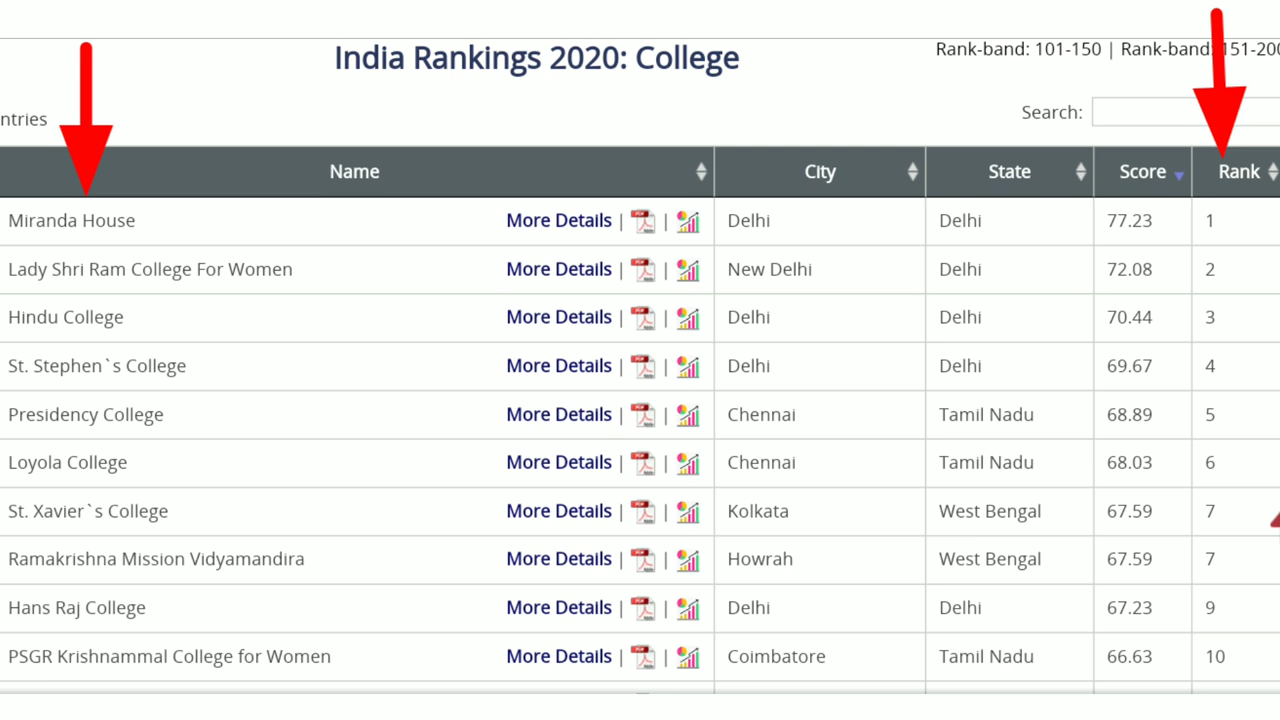 India Rankings 2020: College
Rank-band: 101-150 | Rank-band: 151-200
ntries
Search:
Name City State Score Rank
Miranda House More Details | | Delhi Delhi 77.23 1
Lady Shri Ram College For Women More Details | | New Delhi Delhi 72.08 2
Hindu College More Details | | Delhi Delhi 70.44 3
St. Stephen`s College More Details | | Delhi Delhi 69.67 4
Presidency College More Details | | Chennai Tamil Nadu 68.89 5
Loyola College More Details | | Chennai Tamil Nadu 68.03 6
St. Xavier`s College More Details | | Kolkata West Bengal 67.59 7
Ramakrishna Mission Vidyamandira More Details | | Howrah West Bengal 67.59 7
Hans Raj College More Details | | Delhi Delhi 67.23 9
PSGR Krishnammal College for Women More Details | | Coimbatore Tamil Nadu 66.63 10